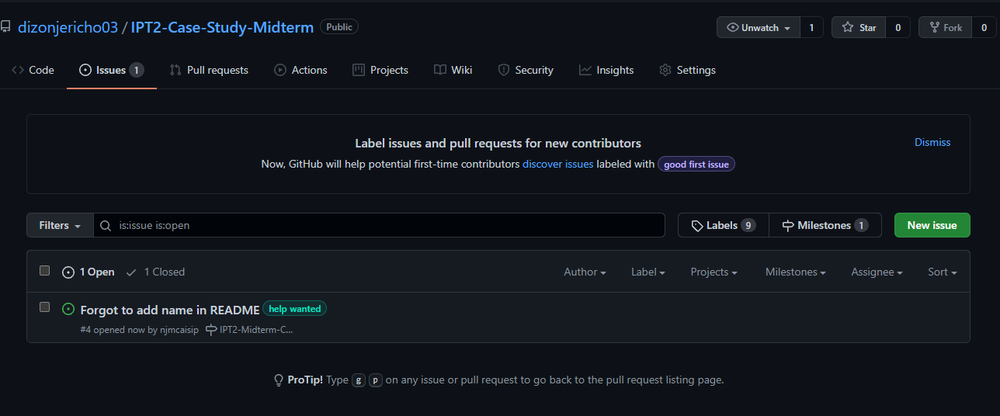 dizonjericho03 / IPT2-Case-Study-Midterm Public
Unwatch 1 Star 0 Fork 0
Code Issues 1 Pull requests Actions Projects Wiki Security Insights Settings
Label issues and pull requests for new contributors
Dismiss
Now, GitHub will help potential first-time contributors discover issues labeled with good first issue
Filters is:issue is:open Labels 9 Milestones 1 New issue
1 Open 1 Closed Author Label Projects Milestones Assignee Sort
Forgot to add name in README help wanted
#4 opened now by njmcaisip IPT2-Midterm-C...
ProTip! Type g p on any issue or pull request to go back to the pull request listing page.